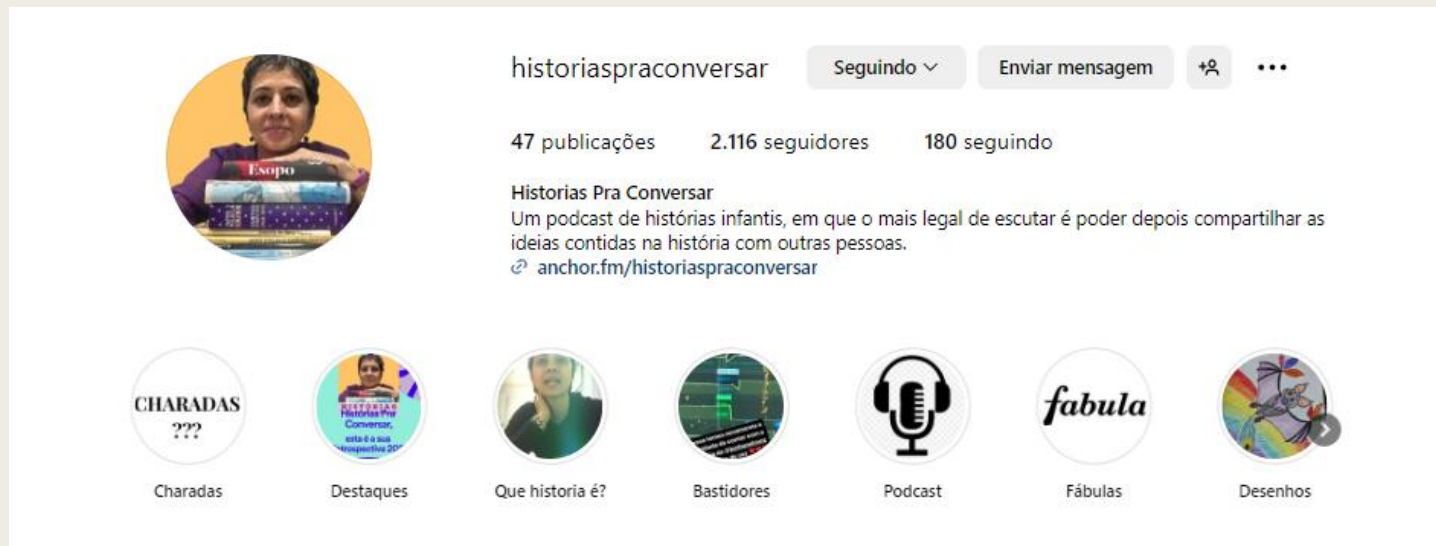 historiaspraconversar Seguindo Enviar mensagem
47 publicações 2.116 seguidores 180 seguindo
Historias Pra Conversar
Um podcast de histórias infantis, em que o mais legal de escutar é poder depois compartilhar as
ideias contidas na história com outras pessoas.
anchor.fm/historiaspraconversar
Esopo
CHARADAS
???
HISTÓRIAS
Histórias Pra
Conversar,
esta é a sua
fabula
Charadas Destaques Que historia é? Bastidores Podcast Fábulas Desenhos